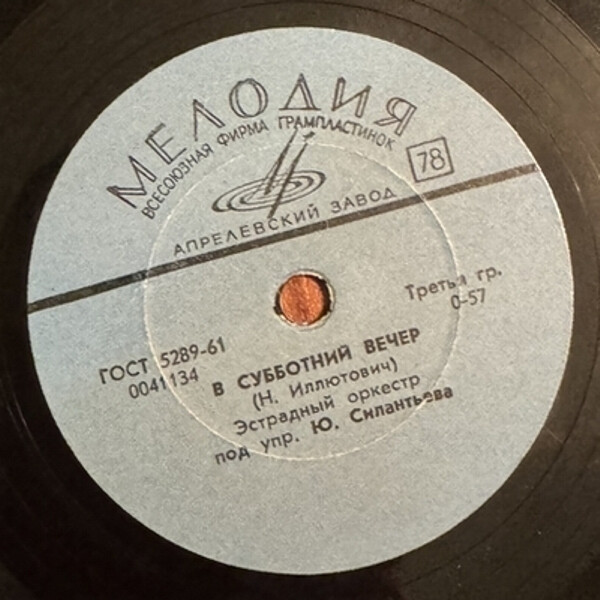 МЕЛОДИЯ
ВСЕСОЮЗНАЯ ФИРМА ГРАМПЛАСТИНОК
78
АПРЕЛЕВСКИЙ ЗАВОД
Третья гр.
0-57
ГОСТ 5289-61
0041134
В СУББОТНИЙ ВЕЧЕР
(Н. Иллютович)
Эстрадный оркестр
под упр. Ю. Силантьева